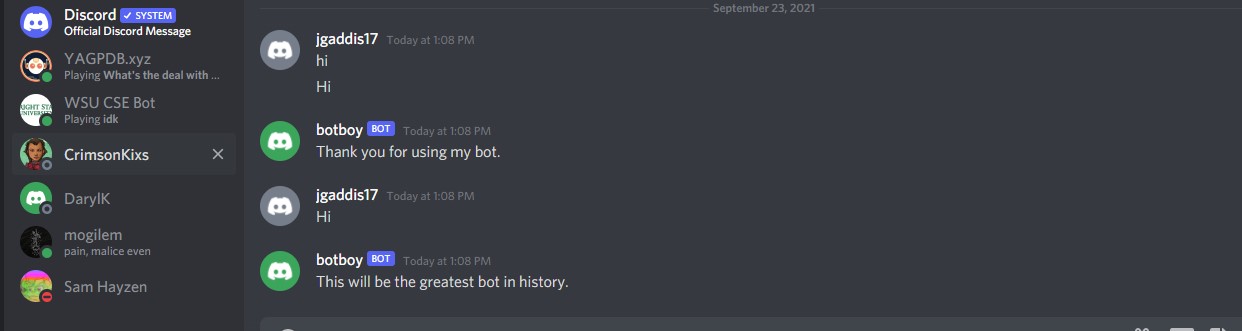 Discord ✓ SYSTEM
Official Discord Message
YAGPDB.xyz
Playing What's the deal with ...
WSU CSE Bot
Playing idk
CrimsonKixs
DarylK
mogilem
pain, malice even
Sam Hayzen
September 23, 2021
jgaddis17 Today at 1:08 PM
hi
Hi
botboy BOT Today at 1:08 PM
Thank you for using my bot.
jgaddis17 Today at 1:08 PM
Hi
botboy BOT Today at 1:08 PM
This will be the greatest bot in history.